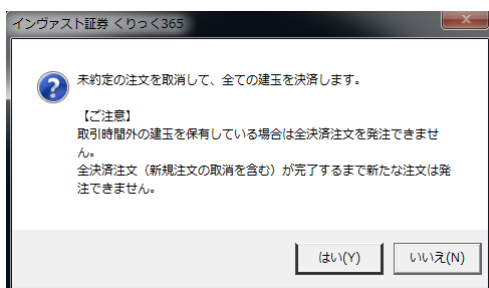 インヴァスト証券 くりっく365
未約定の注文を取消して、全ての建玉を決済します。
【ご注意】
取引時間外の建玉を保有している場合は全決済注文を発注できませ
ん。
全決済注文（新規注文の取消を含む）が完了するまで新たな注文は発
注できません。
はい(Y)
いいえ(N)